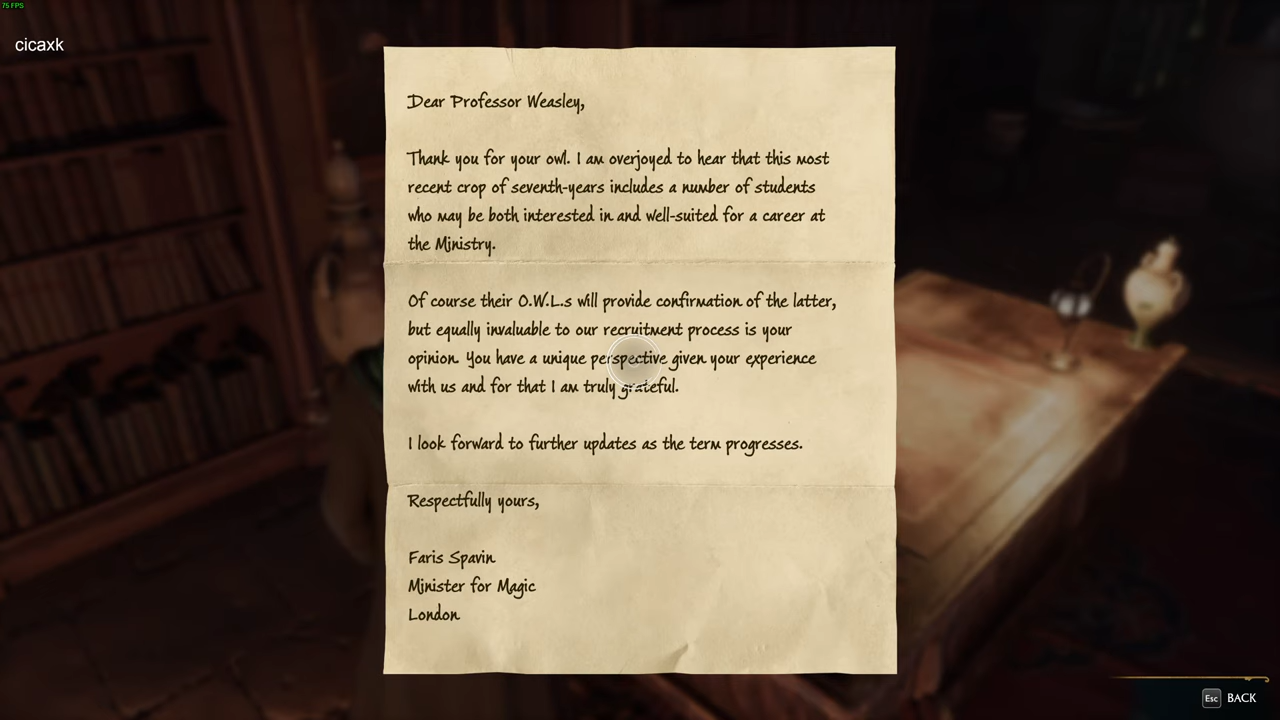 75 FPS
cicaxk
Dear Professor Weasley,
Thank you for your owl. I am overjoyed to hear that this most
recent crop of seventh-years includes a number of students
who may be both interested in and well-suited for a career at
the Ministry.
Of course their O.W.L.s will provide confirmation of the latter,
but equally invaluable to our recruitment process is your
opinion. You have a unique perspective given your experience
with us and for that I am truly grateful.
I look forward to further updates as the term progresses.
Respectfully yours,
Faris Spavin
Minister for Magic
London
Esc BACK